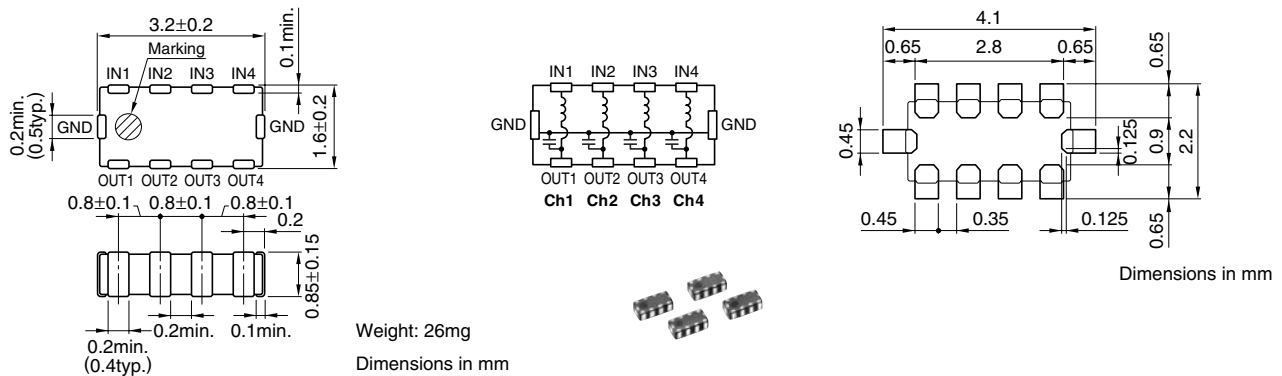 3.2±0.2
Marking
0.1min.
IN1 IN2 IN3 IN4
0.2min.
(0.5typ.)
GND
GND
1.6±0.2
OUT1 OUT2 OUT3 OUT4
0.8±0.1 0.8±0.1 0.8±0.1
0.2
0.85±0.15
0.2min.
0.1min.
0.2min.
(0.4typ.)
Weight: 26mg
Dimensions in mm
IN1 IN2 IN3 IN4
GND
GND
OUT1 OUT2 OUT3 OUT4
Ch1 Ch2 Ch3 Ch4
4.1
0.65 2.8 0.65
0.65
0.45
0.125
0.9
2.2
0.45 0.35 0.125
0.65
Dimensions in mm